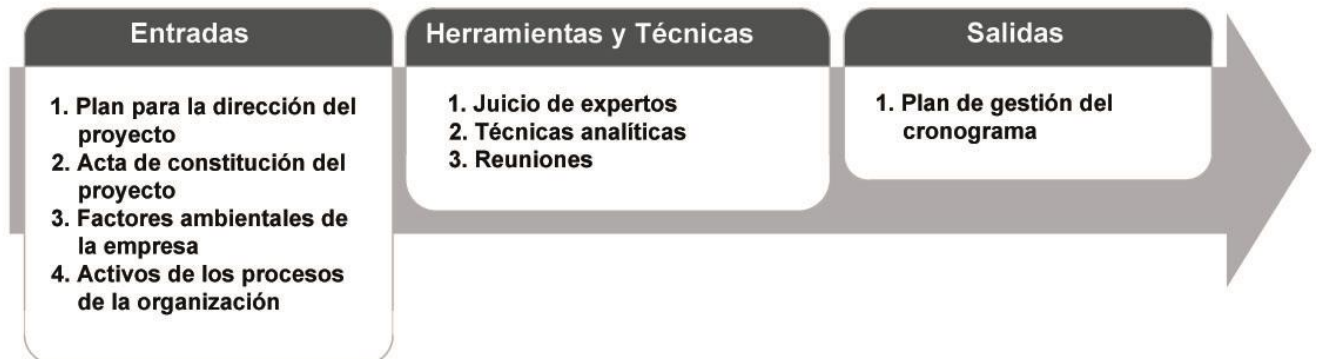 Entradas
1. Plan para la dirección del
proyecto
2. Acta de constitución del
proyecto
3. Factores ambientales de
la empresa
4. Activos de los procesos
de la organización
Herramientas y Técnicas
1. Juicio de expertos
2. Técnicas analíticas
3. Reuniones
Salidas
1. Plan de gestión del
cronograma